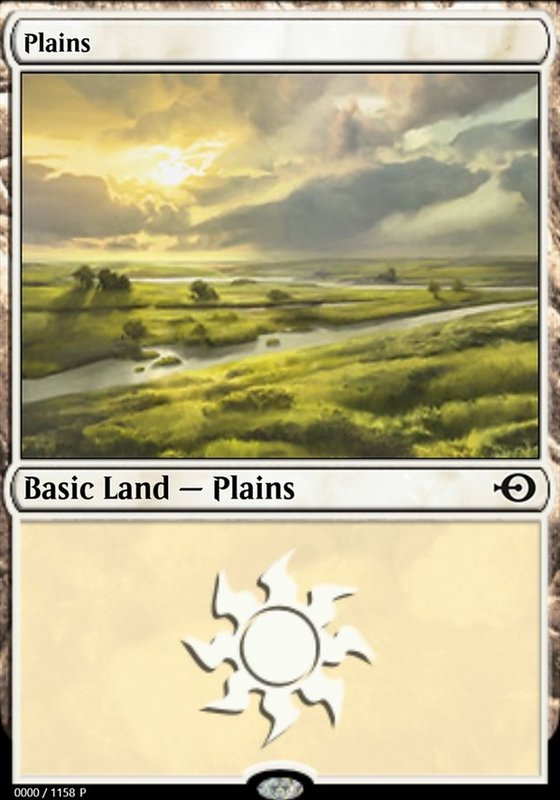 Plains
Basic Land — Plains
0000 / 1158 P